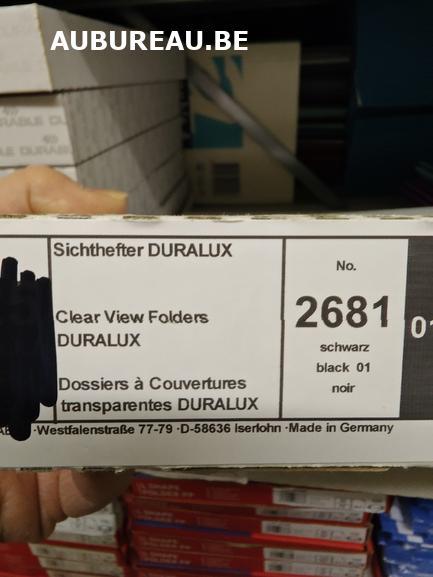 AUBUREAU.BE
Sichthefter DURALUX
Clear View Folders
DURALUX
Dossiers à Couvertures
transparentes DURALUX
No.
2681
schwarz
black 01
noir
01
·Westfalenstraße 77-79 ·D-58636 Iserlohn ·Made in Germany